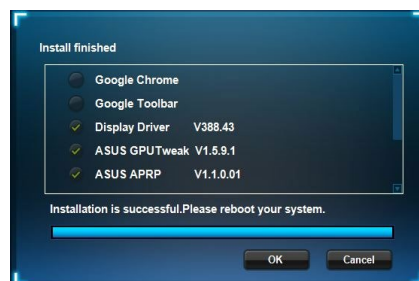 Install finished
Google Chrome
Google Toolbar
Display Driver V388.43
ASUS GPUTweak V1.5.9.1
ASUS APRP V1.1.0.01
Installation is successful.Please reboot your system.
OK Cancel